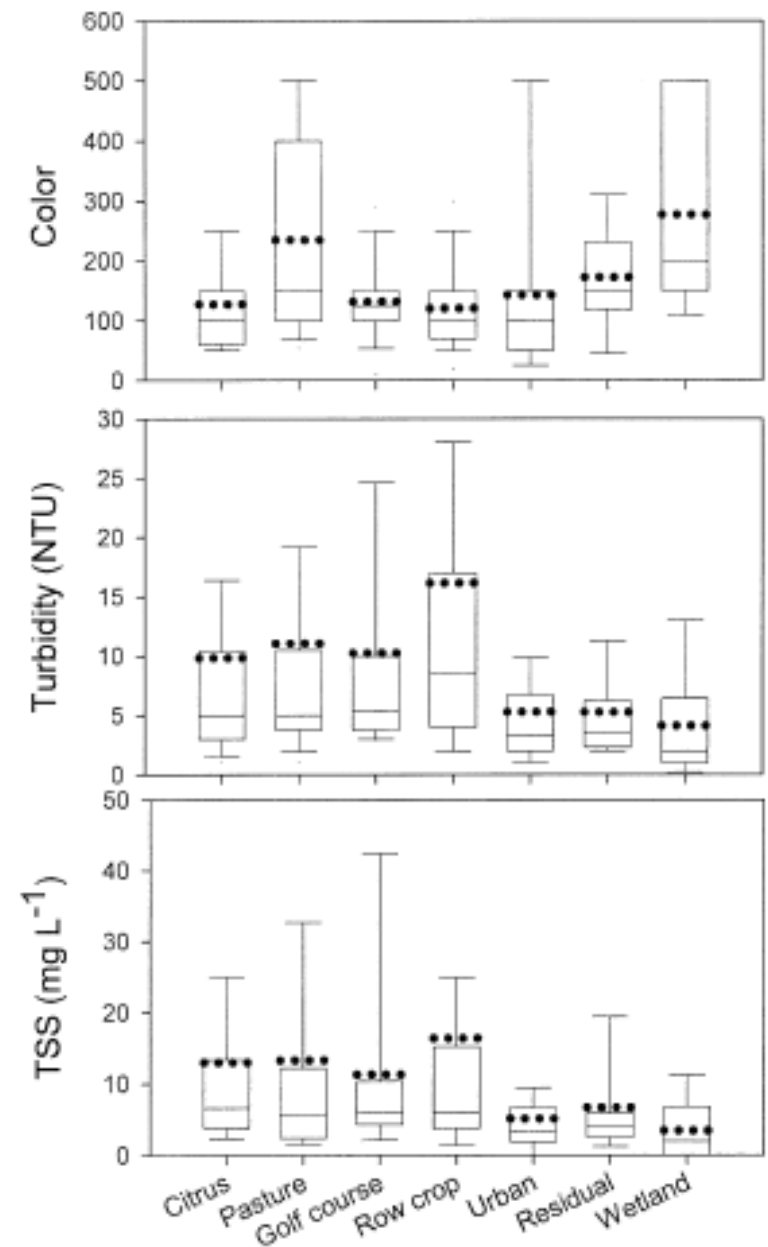 600
500
400
300
200
100
0
Color
30
25
20
15
10
5
0
Turbidity (NTU)
50
40
30
20
10
0
TSS (mg L⁻¹)
Citrus
Pasture
Golf course
Row crop
Urban
Residual
Wetland